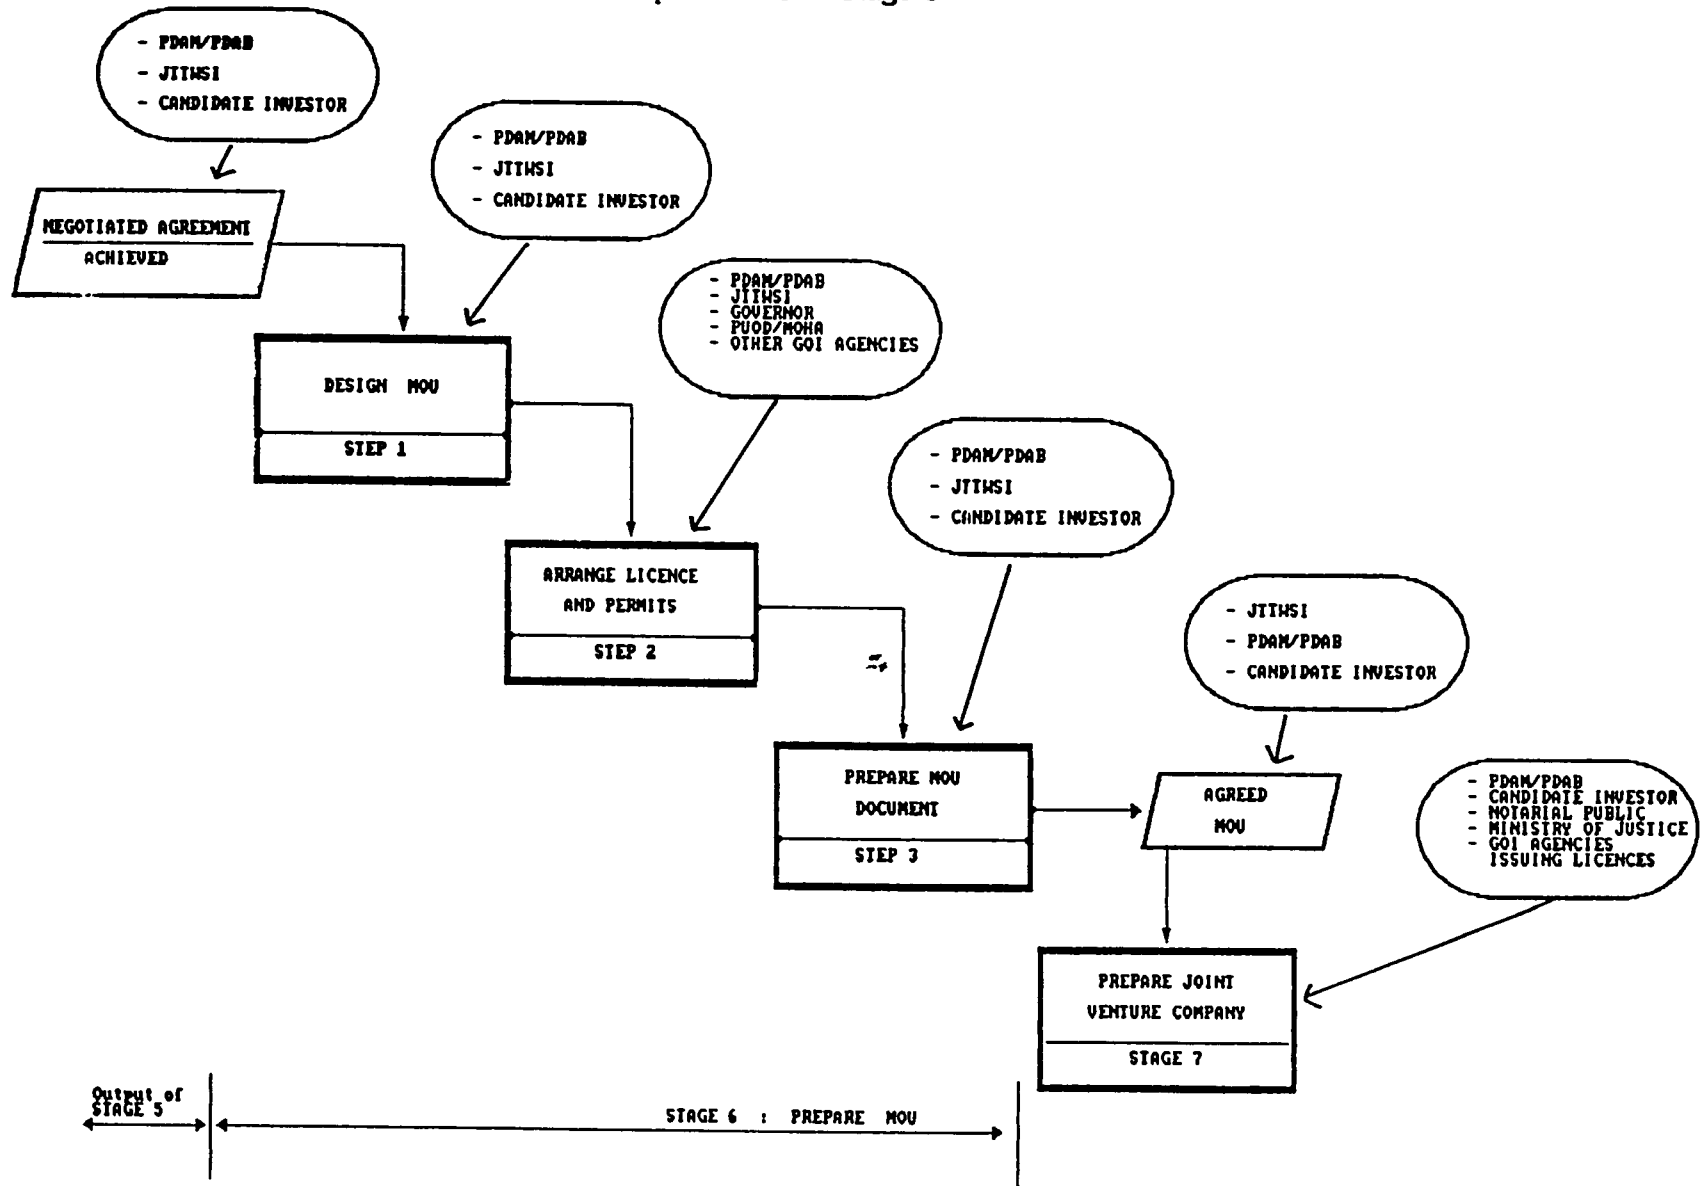 - PDAM/PDAB
- JTTWSI
- CANDIDATE INVESTOR
- PDAM/PDAB
- JTTWSI
- CANDIDATE INVESTOR
NEGOTIATED AGREEMENT
ACHIEVED
- PDAM/PDAB
- JTTWSI
- GOVERNOR
- PUOD/MOHA
- OTHER GOI AGENCIES
DESIGN MOU
STEP 1
- PDAM/PDAB
- JTTWSI
- CANDIDATE INVESTOR
ARRANGE LICENCE
AND PERMITS
STEP 2
- JTTWSI
- PDAM/PDAB
- CANDIDATE INVESTOR
PREPARE MOU
DOCUMENT
STEP 3
AGREED
MOU
- PDAM/PDAB
- CANDIDATE INVESTOR
- NOTARIAL PUBLIC
- MINISTRY OF JUSTICE
- GOI AGENCIES
ISSUING LICENCES
PREPARE JOINT
VENTURE COMPANY
STAGE 7
Output of
STAGE 5
STAGE 6 : PREPARE MOU